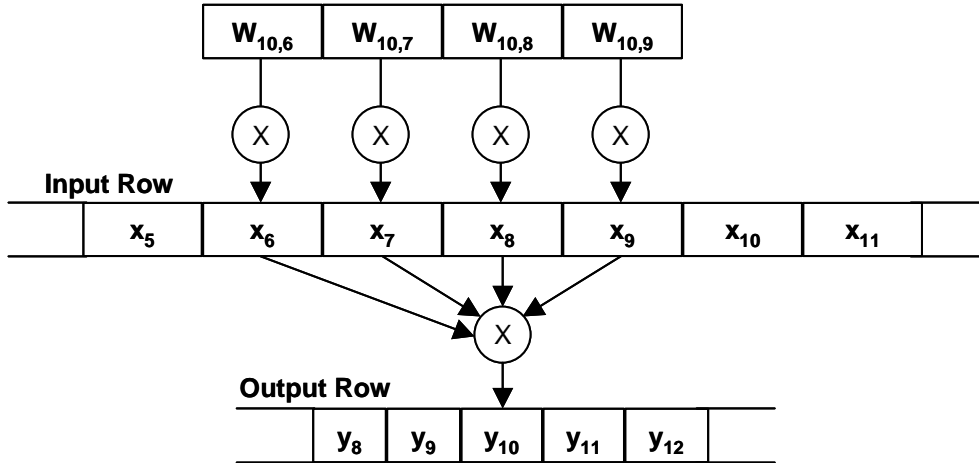 W10,6 W10,7 W10,8 W10,9
X X X X
Input Row
x5 x6 x7 x8 x9 x10 x11
X
Output Row
y8 y9 y10 y11 y12